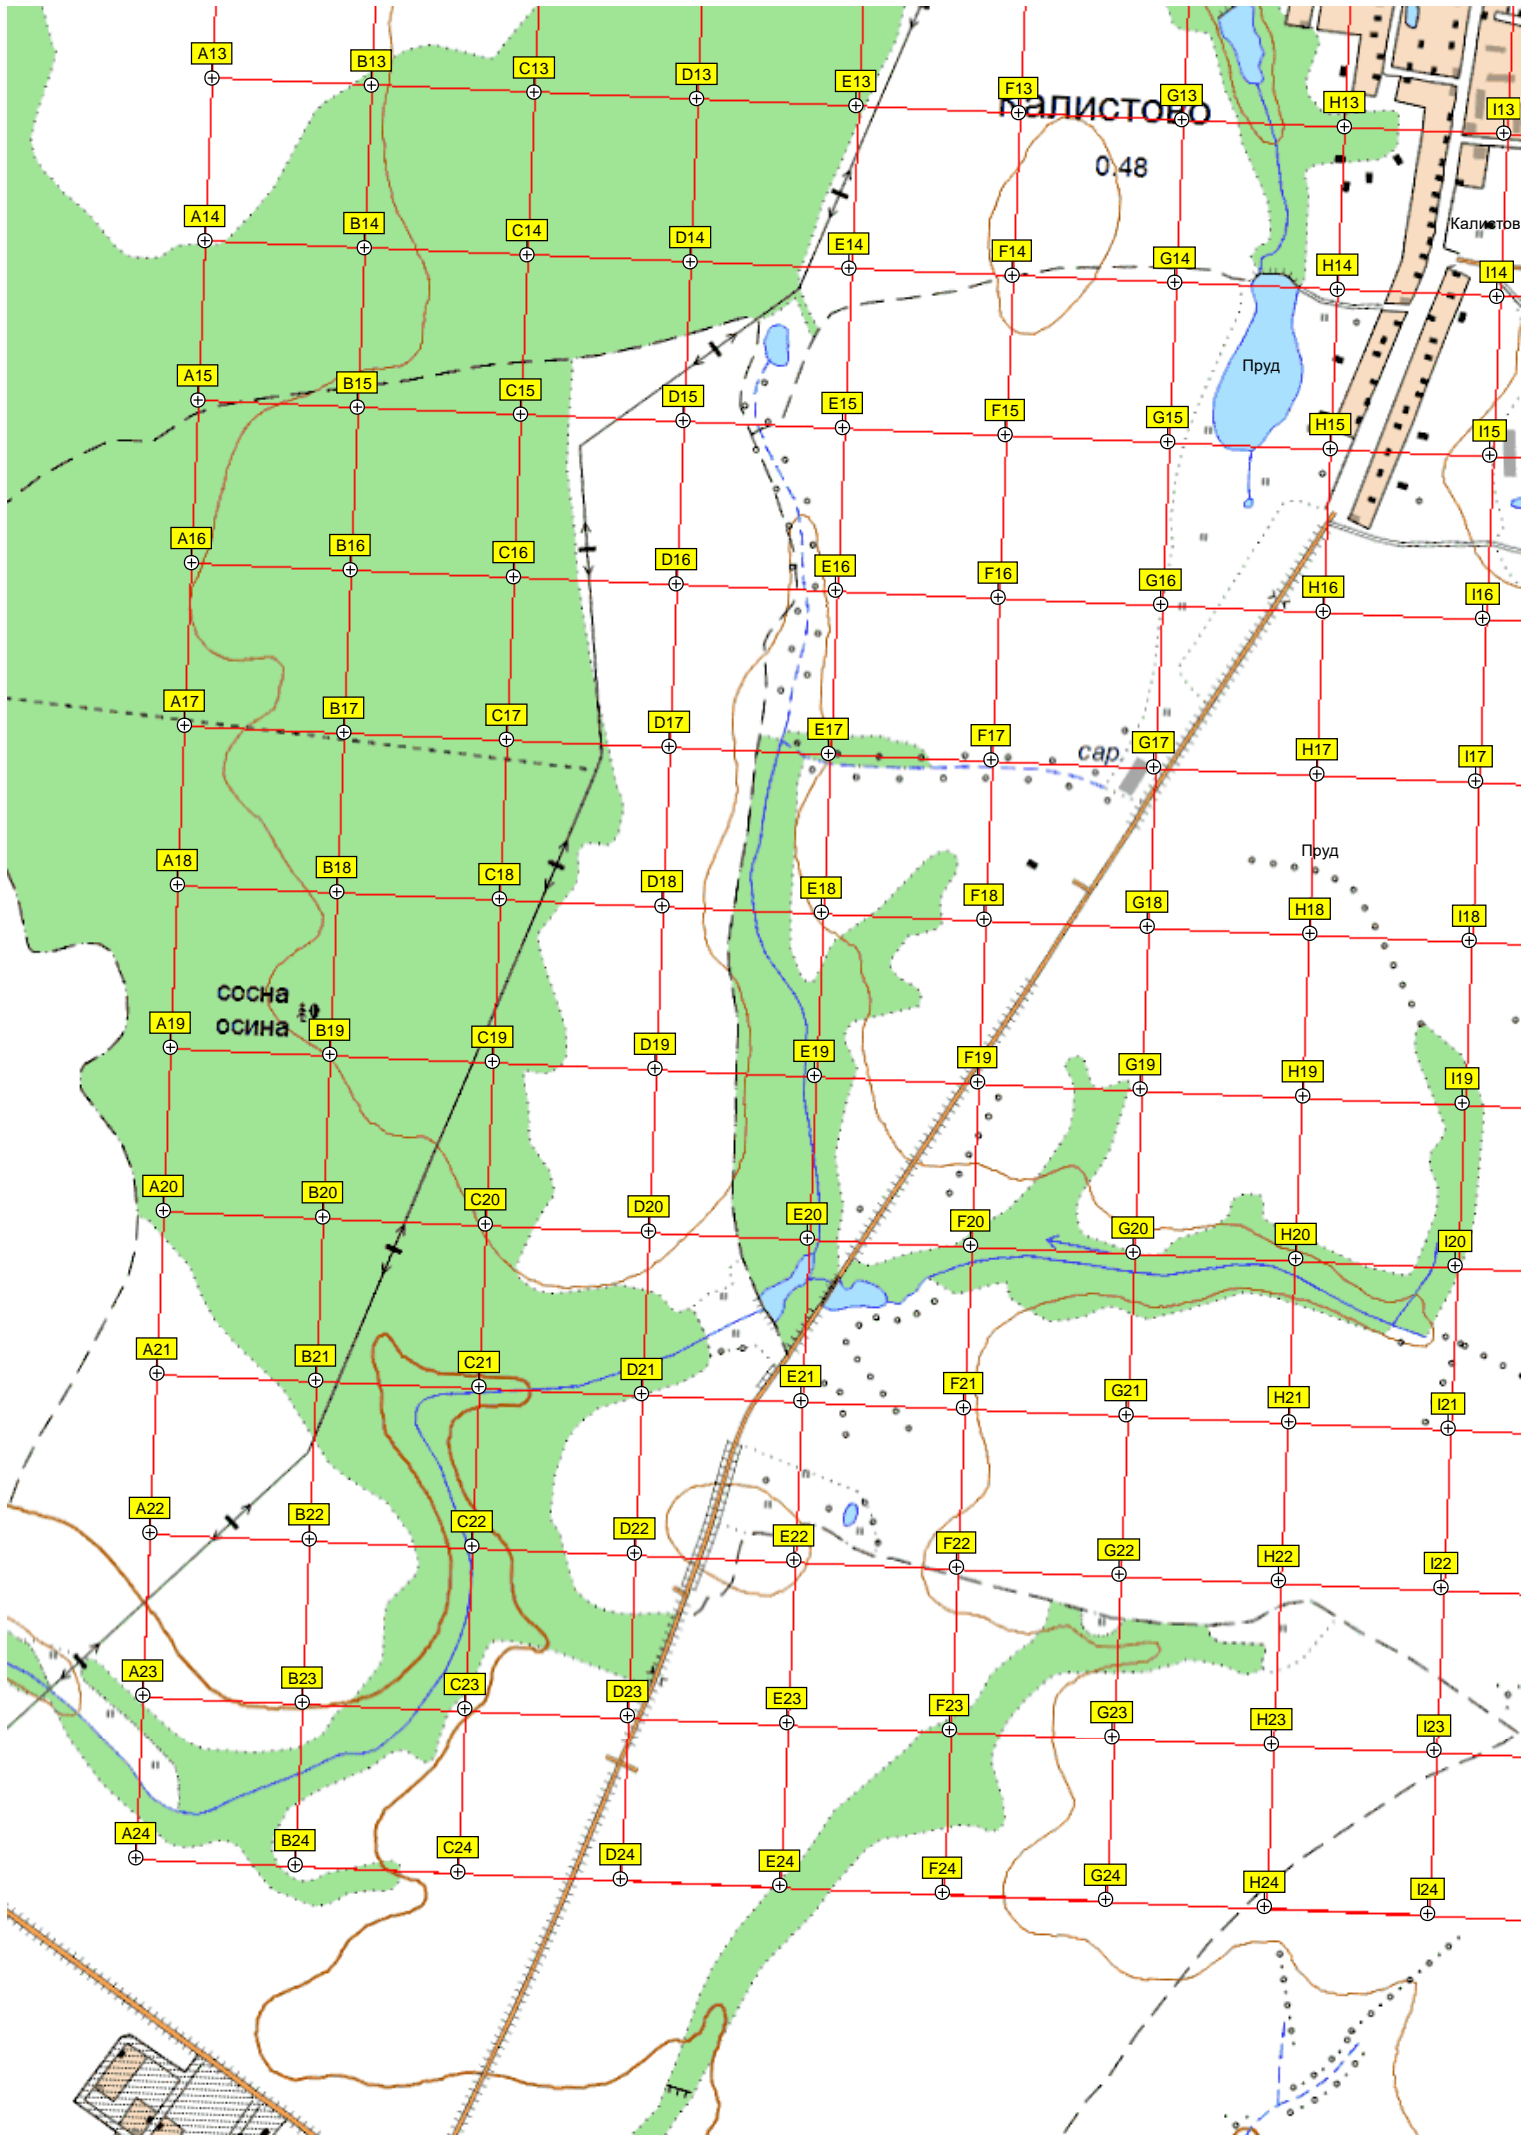 A13 B13 C13 D13 E13 F13 G13 H13 I13
Калистово
0.48
A14 B14 C14 D14 E14 F14 G14 H14 I14
Калистов
Пруд
A15 B15 C15 D15 E15 F15 G15 H15 I15
A16 B16 C16 D16 E16 F16 G16 H16 I16
A17 B17 C17 D17 E17 F17 G17 H17 I17
сар.
Пруд
A18 B18 C18 D18 E18 F18 G18 H18 I18
сосна
осина
A19 B19 C19 D19 E19 F19 G19 H19 I19
A20 B20 C20 D20 E20 F20 G20 H20 I20
A21 B21 C21 D21 E21 F21 G21 H21 I21
A22 B22 C22 D22 E22 F22 G22 H22 I22
A23 B23 C23 D23 E23 F23 G23 H23 I23
A24 B24 C24 D24 E24 F24 G24 H24 I24